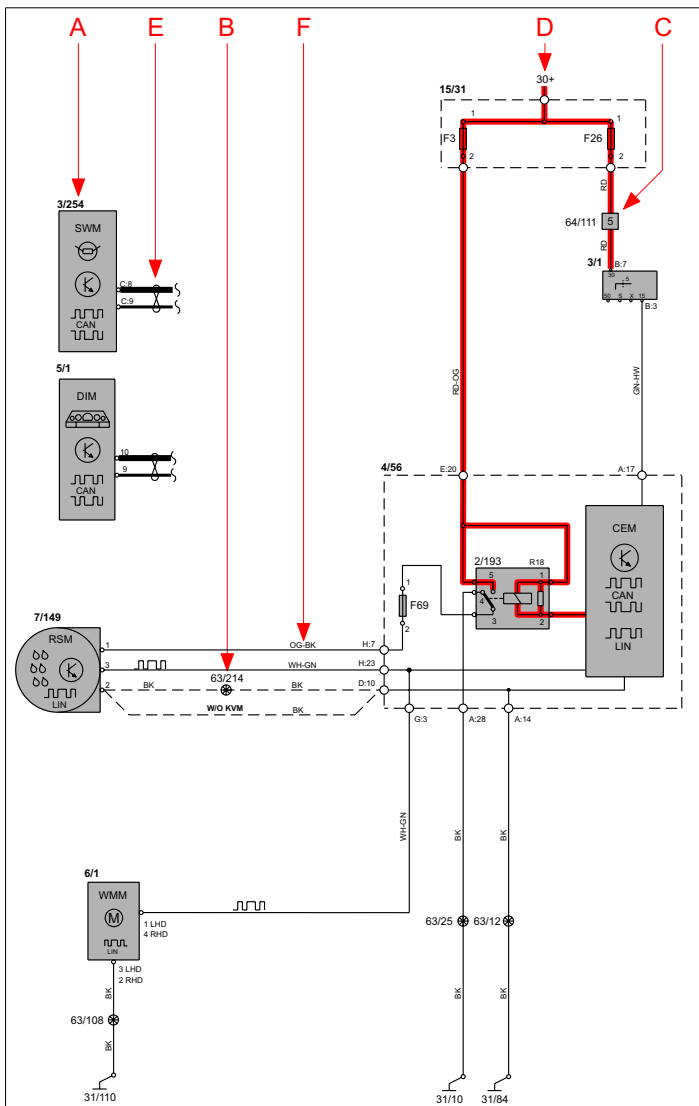 A E B F D C
30+
15/31
1 1
F3 F26
2 2
RD
3/254
SWM
64/111 5
RD
3/1 B:7
30
S
50 S X 15
B:3
C:8
C:9
CAN
5/1
DIM
RD-OG
GN-HW
10
9
CAN
4/56 E:20 A:17
CEM
2/193 R18
5 1
4
3 2
1
F69
2
CAN
LIN
7/149
RSM
LIN
1 OG-BK H:7
3 WH-GN H:23
63/214
2 BK BK D:10
W/O KVM BK
G:3 A:28 A:14
WH-GN
BK
BK
6/1
WMM
M
LIN
1 LHD
4 RHD
3 LHD
2 RHD
63/25 63/12
BK
63/108
BK
BK
BK
31/110 31/10 31/84